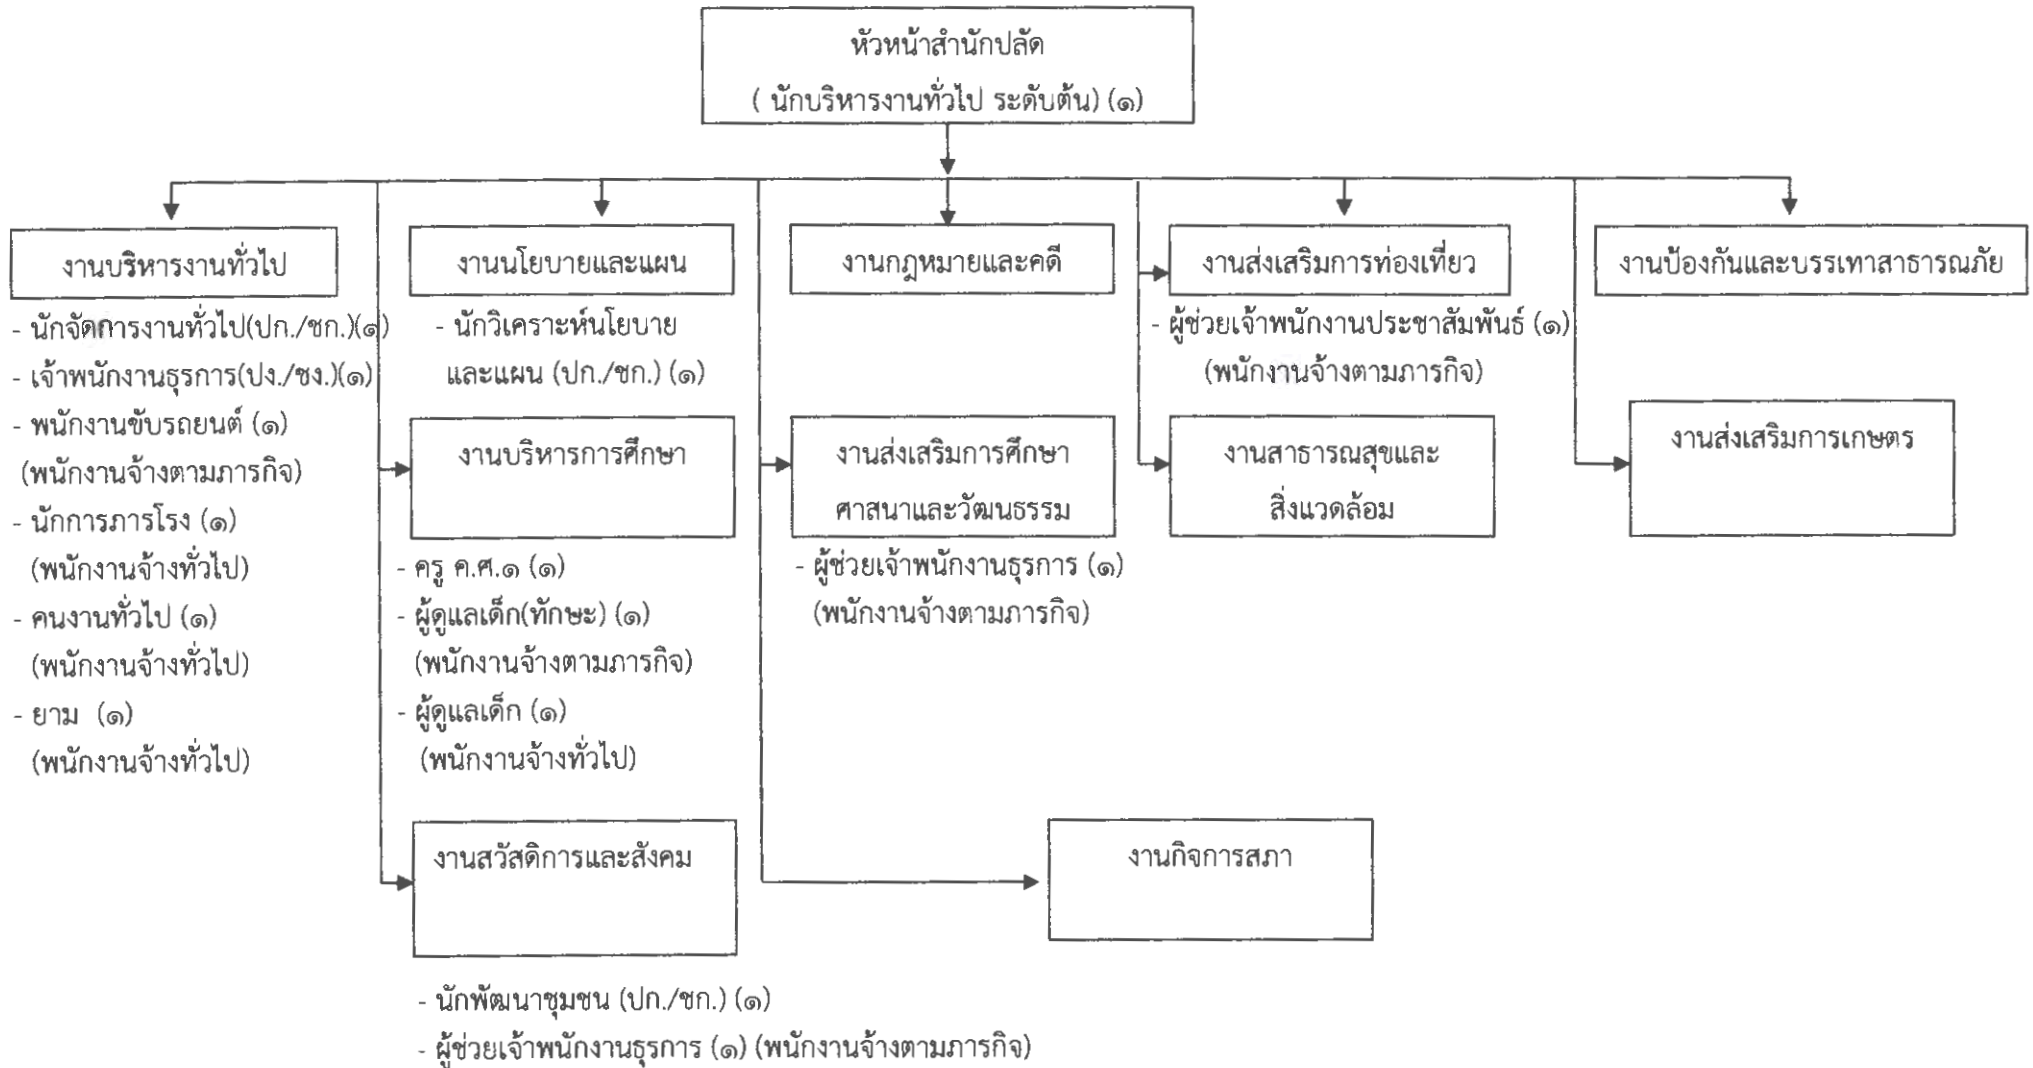 หัวหน้าสำนักปลัด
( นักบริหารงานทั่วไป ระดับต้น) (๑)
งานบริหารงานทั่วไป
- นักจัดการงานทั่วไป(ปก./ชก.)(๑)
- เจ้าพนักงานธุรการ(ปง./ชง.)(๑)
- พนักงานขับรถยนต์ (๑)
(พนักงานจ้างตามภารกิจ)
- นักการภารโรง (๑)
(พนักงานจ้างทั่วไป)
- คนงานทั่วไป (๑)
(พนักงานจ้างทั่วไป)
- ยาม (๑)
(พนักงานจ้างทั่วไป)
งานนโยบายและแผน
- นักวิเคราะห์นโยบาย
และแผน (ปก./ชก.) (๑)
งานกฎหมายและคดี
งานส่งเสริมการท่องเที่ยว
- ผู้ช่วยเจ้าพนักงานประชาสัมพันธ์ (๑)
(พนักงานจ้างตามภารกิจ)
งานป้องกันและบรรเทาสาธารณภัย
งานบริหารการศึกษา
- ครู ค.ศ.๑ (๑)
- ผู้ดูแลเด็ก(ทักษะ) (๑)
(พนักงานจ้างตามภารกิจ)
- ผู้ดูแลเด็ก (๑)
(พนักงานจ้างทั่วไป)
งานส่งเสริมการศึกษา
ศาสนาและวัฒนธรรม
- ผู้ช่วยเจ้าพนักงานธุรการ (๑)
(พนักงานจ้างตามภารกิจ)
งานสาธารณสุขและ
สิ่งแวดล้อม
งานส่งเสริมการเกษตร
งานสวัสดิการและสังคม
- นักพัฒนาชุมชน (ปก./ชก.) (๑)
- ผู้ช่วยเจ้าพนักงานธุรการ (๑) (พนักงานจ้างตามภารกิจ)
งานกิจการสภา